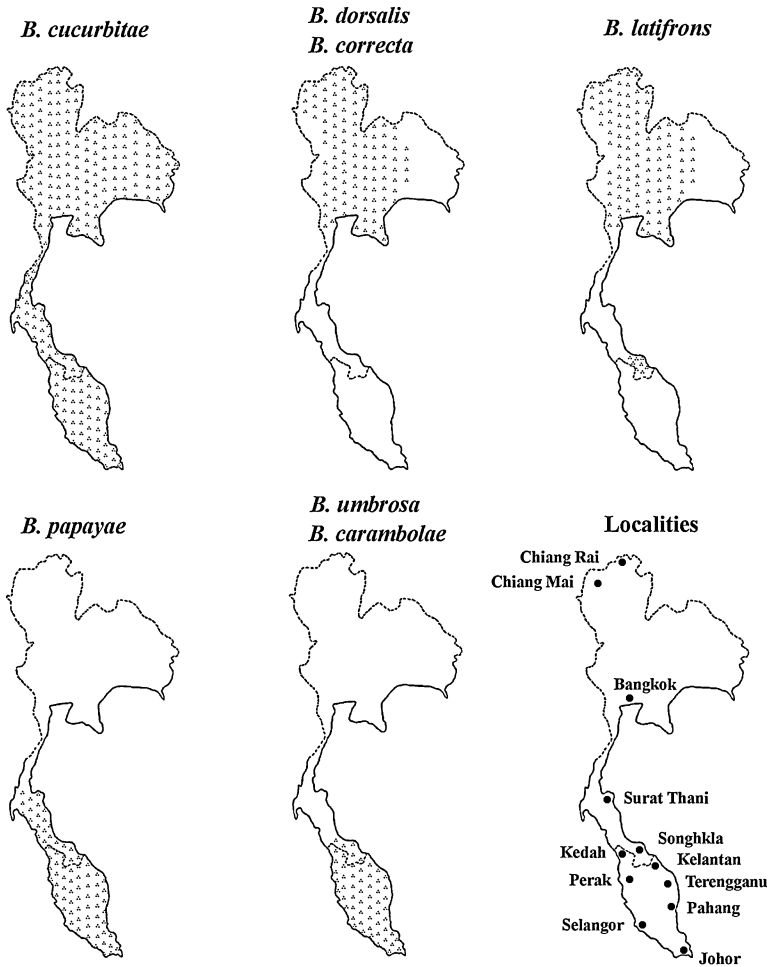 B. cucurbitae
B. dorsalis
B. correcta
B. latifrons
B. papayae
B. umbrosa
B. carambolae
Localities
Chiang Rai
Chiang Mai
Bangkok
Surat Thani
Songhkla
Kedah
Kelantan
Perak
Terengganu
Pahang
Selangor
Johor